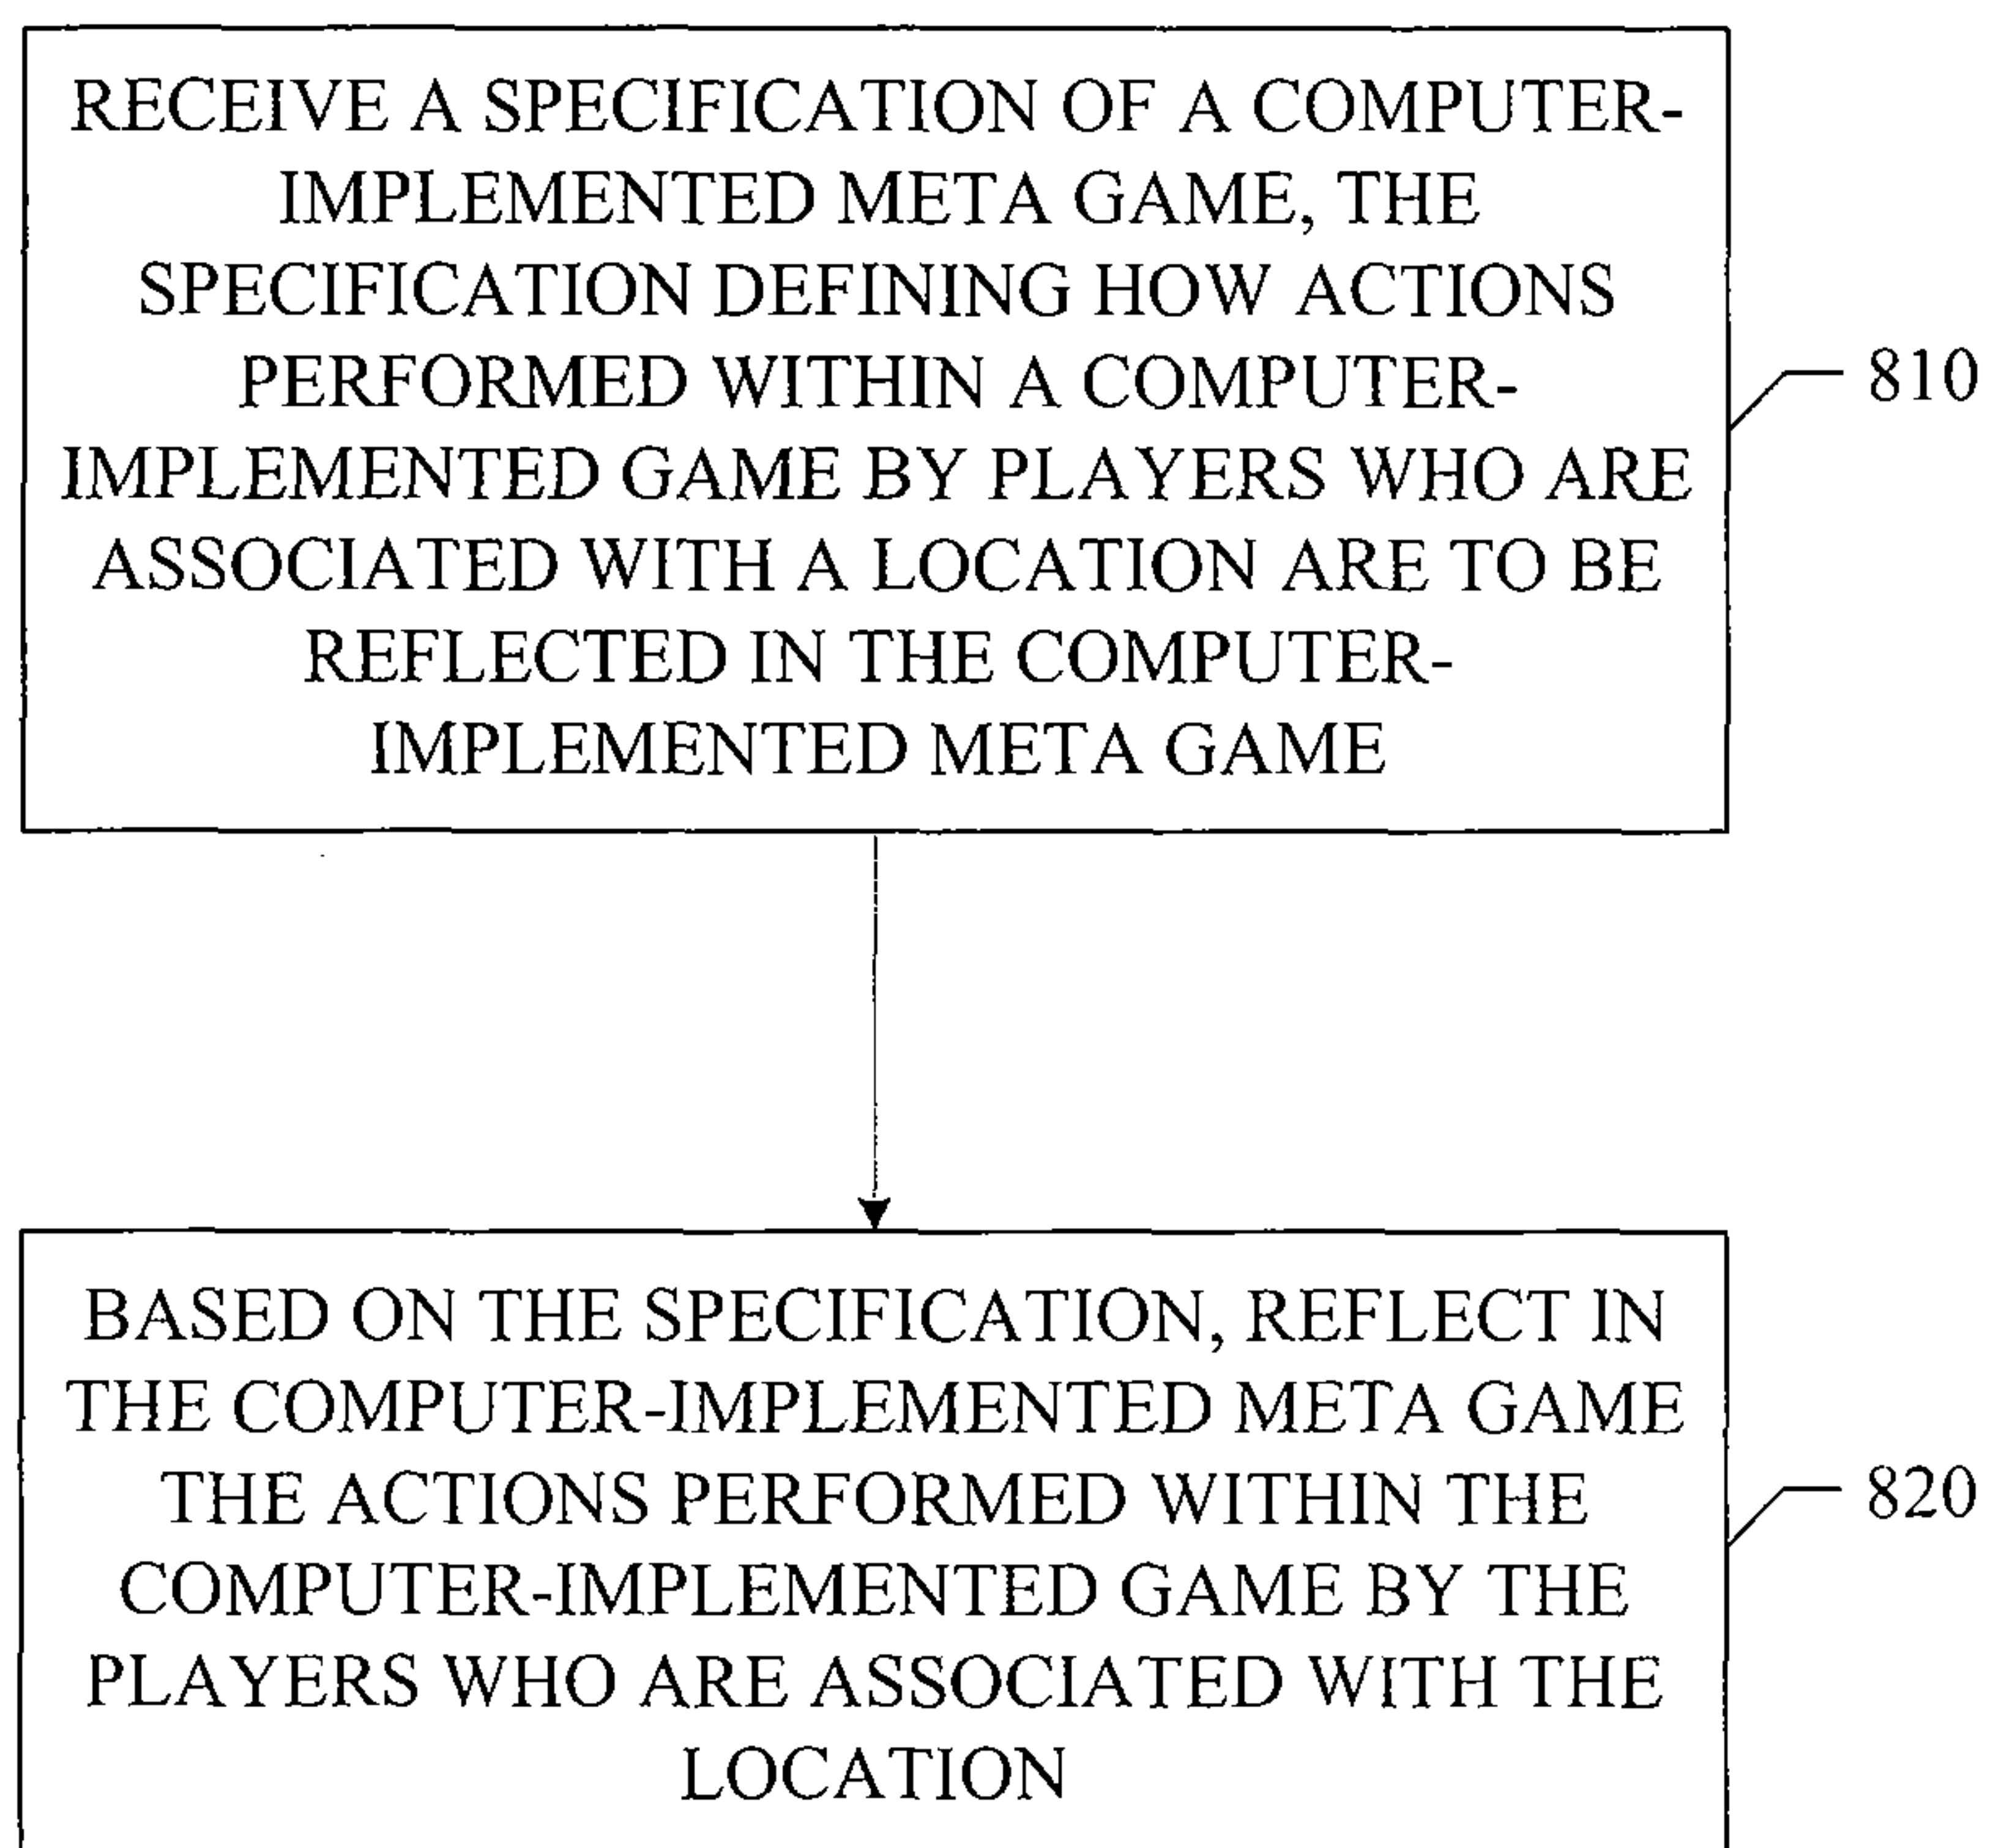 RECEIVE A SPECIFICATION OF A COMPUTER-
IMPLEMENTED META GAME, THE
SPECIFICATION DEFINING HOW ACTIONS
PERFORMED WITHIN A COMPUTER-
IMPLEMENTED GAME BY PLAYERS WHO ARE
ASSOCIATED WITH A LOCATION ARE TO BE
REFLECTED IN THE COMPUTER-
IMPLEMENTED META GAME
810
BASED ON THE SPECIFICATION, REFLECT IN
THE COMPUTER-IMPLEMENTED META GAME
THE ACTIONS PERFORMED WITHIN THE
COMPUTER-IMPLEMENTED GAME BY THE
PLAYERS WHO ARE ASSOCIATED WITH THE
LOCATION
820